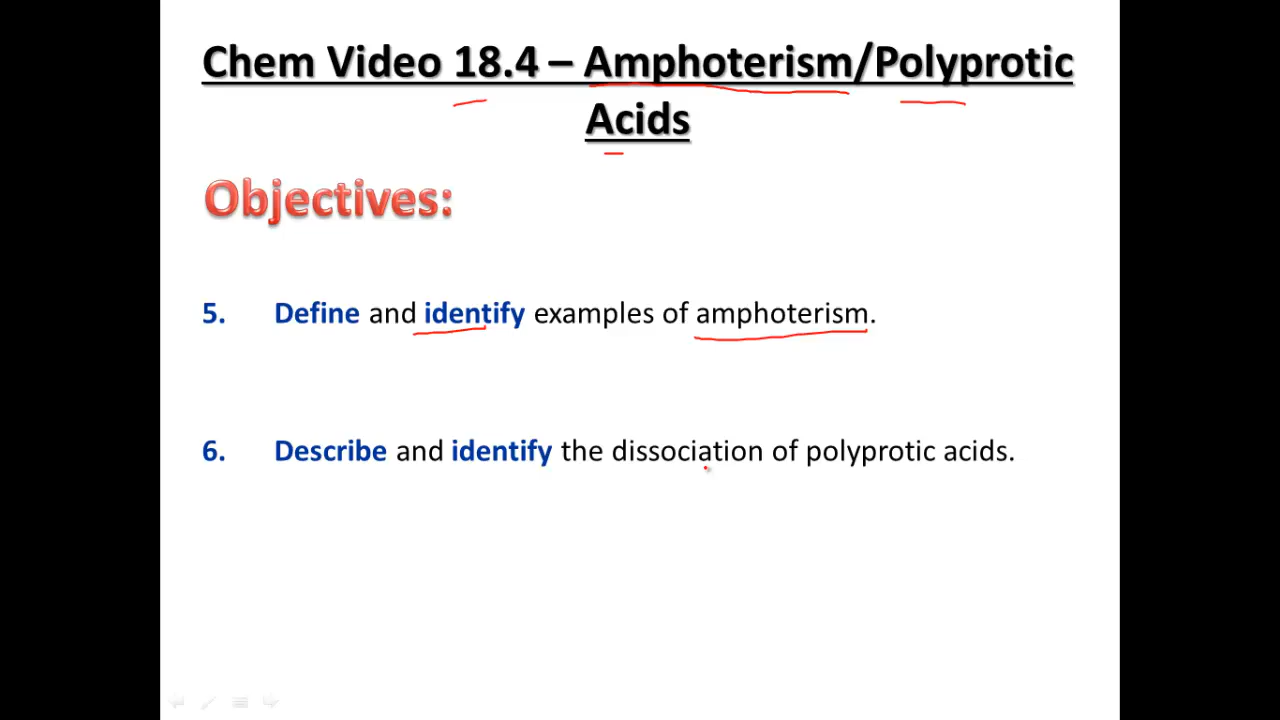 Chem Video 18.4 – Amphoterism/Polyprotic
Acids
Objectives:
5. Define and identify examples of amphoterism.
6. Describe and identify the dissociation of polyprotic acids.